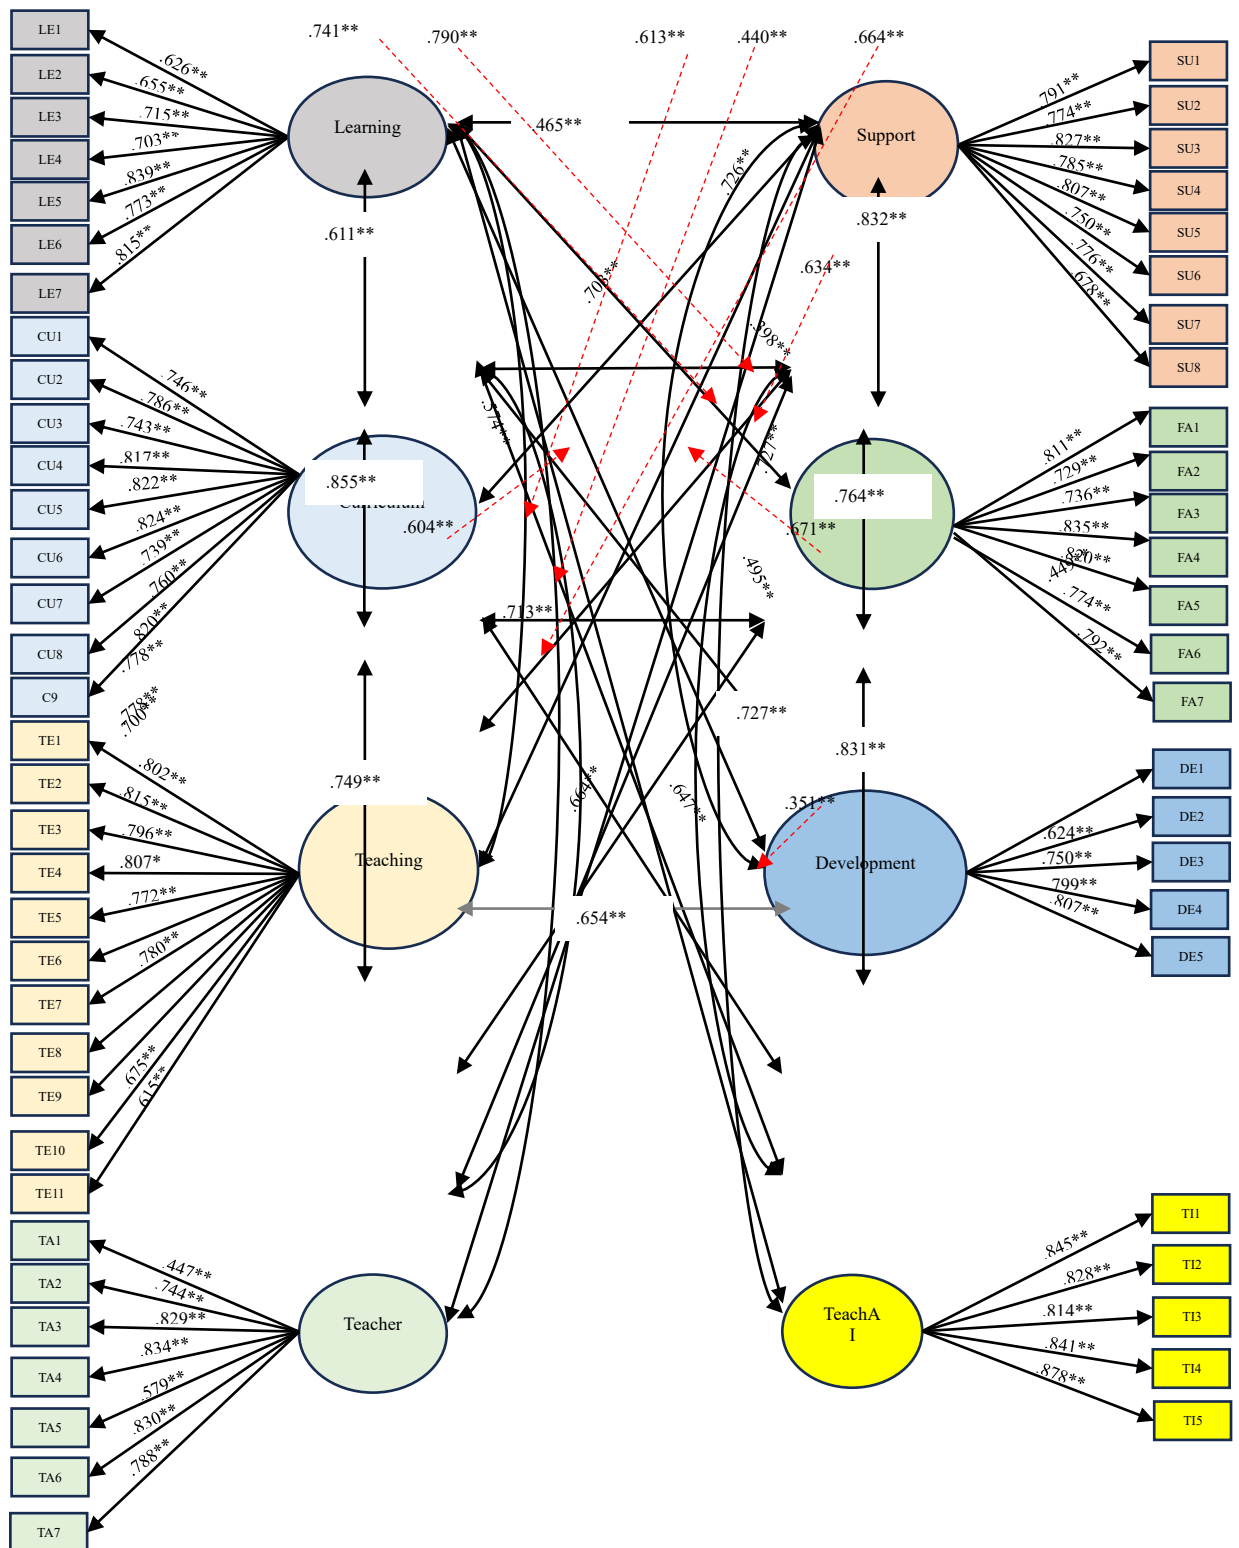 .741**
.790**
.613**
.440**
.664**
LE1
LE2
LE3
LE4
LE5
LE6
LE7
.626**
.655**
.715**
.703**
.839**
.773**
.815**
Learning
.465**
Support
.791**
.774**
.827**
.785**
.807**
.750**
.776**
.678**
SU1
SU2
SU3
SU4
SU5
SU6
SU7
SU8
.726**
.611**
.832**
.634**
.703**
.398**
CU1
CU2
CU3
CU4
CU5
CU6
CU7
CU8
C9
.746**
.786**
.743**
.817**
.822**
.824**
.739**
.760**
.820**
.778**
.778**
.700**
.855**
.574**
.727**
.764**
.604**
.671**
.811**
.729**
.736**
.835**
.449**
.774**
.792**
FA1
FA2
FA3
FA4
FA5
FA6
FA7
.495**
.713**
.727**
.831**
TE1
TE2
TE3
TE4
TE5
TE6
TE7
TE8
TE9
TE10
TE11
.802**
.815**
.796**
.807*
.772**
.780**
.675**
.615**
.749**
Teaching
.664**
.647**
.351**
Development
.654**
.624**
.750**
.799**
.807**
DE1
DE2
DE3
DE4
DE5
TA1
TA2
TA3
TA4
TA5
TA6
TA7
.447**
.744**
.829**
.834**
.579**
.830**
.788**
Teacher
TeachA
I
.845**
.828**
.814**
.841**
.878**
TI1
TI2
TI3
TI4
TI5